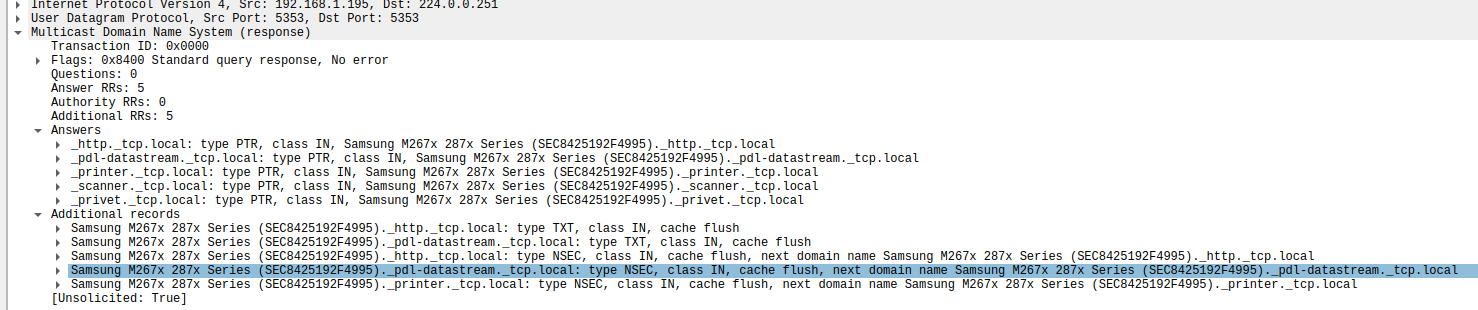 Internet Protocol Version 4, Src: 192.168.1.195, Dst: 224.0.0.251
User Datagram Protocol, Src Port: 5353, Dst Port: 5353
Multicast Domain Name System (response)
Transaction ID: 0x0000
Flags: 0x8400 Standard query response, No error
Questions: 0
Answer RRs: 5
Authority RRs: 0
Additional RRs: 5
Answers
_http._tcp.local: type PTR, class IN, Samsung M267x 287x Series (SEC8425192F4995)._http._tcp.local
_pdl-datastream._tcp.local: type PTR, class IN, Samsung M267x 287x Series (SEC8425192F4995)._pdl-datastream._tcp.local
_printer._tcp.local: type PTR, class IN, Samsung M267x 287x Series (SEC8425192F4995)._printer._tcp.local
_scanner._tcp.local: type PTR, class IN, Samsung M267x 287x Series (SEC8425192F4995)._scanner._tcp.local
_privet._tcp.local: type PTR, class IN, Samsung M267x 287x Series (SEC8425192F4995)._privet._tcp.local
Additional records
Samsung M267x 287x Series (SEC8425192F4995)._http._tcp.local: type TXT, class IN, cache flush
Samsung M267x 287x Series (SEC8425192F4995)._pdl-datastream._tcp.local: type TXT, class IN, cache flush
Samsung M267x 287x Series (SEC8425192F4995)._http._tcp.local: type NSEC, class IN, cache flush, next domain name Samsung M267x 287x Series (SEC8425192F4995)._http._tcp.local
Samsung M267x 287x Series (SEC8425192F4995)._pdl-datastream._tcp.local: type NSEC, class IN, cache flush, next domain name Samsung M267x 287x Series (SEC8425192F4995)._pdl-datastream._tcp.local
Samsung M267x 287x Series (SEC8425192F4995)._printer._tcp.local: type NSEC, class IN, cache flush, next domain name Samsung M267x 287x Series (SEC8425192F4995)._printer._tcp.local
[Unsolicited: True]